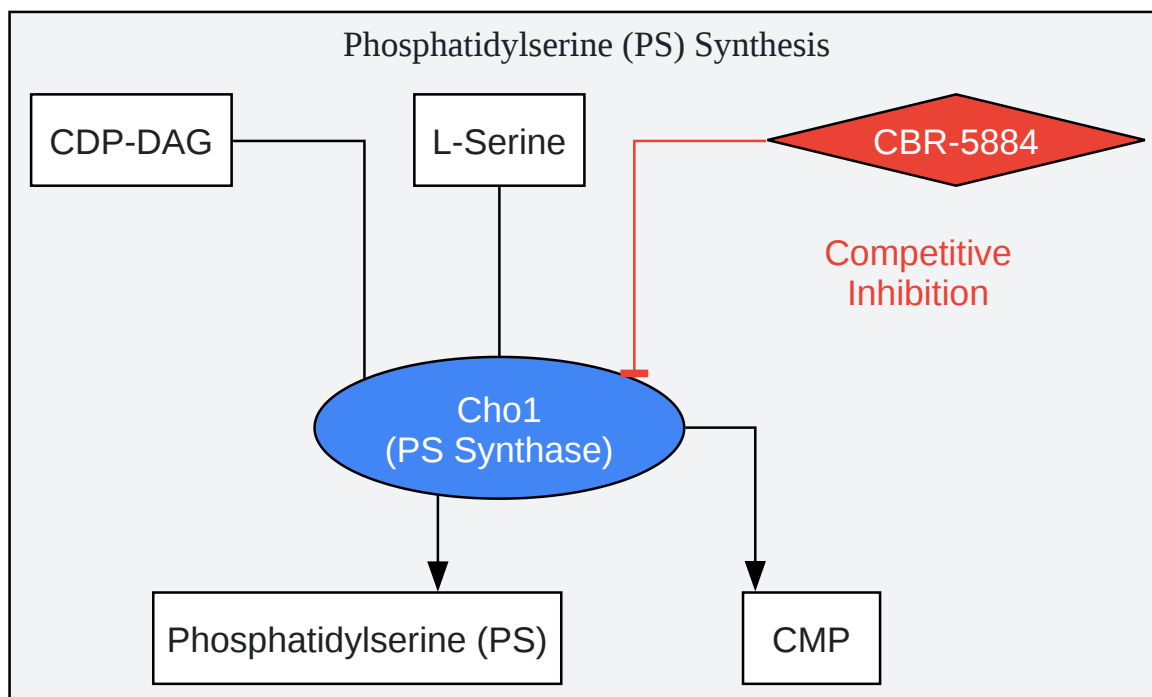 Phosphatidylserine (PS) Synthesis
CDP-DAG
L-Serine
CBR-5884
Competitive
Inhibition
Cho1
(PS Synthase)
Phosphatidylserine (PS)
CMP